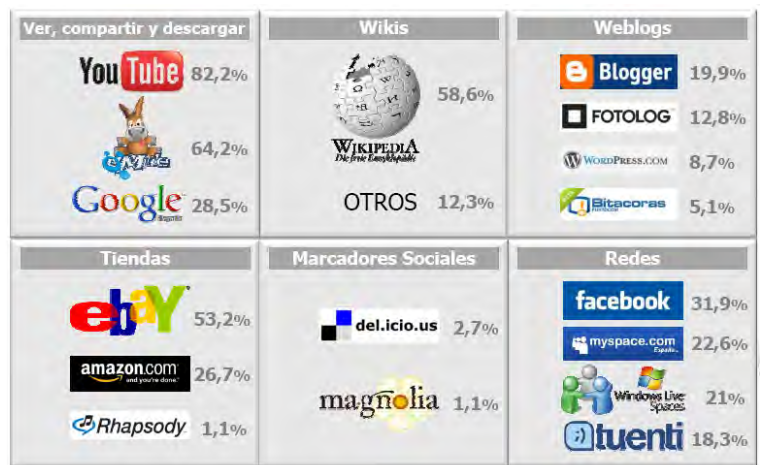 Ver, compartir y descargar
YouTube 82,2%
eMule 64,2%
Google 28,5%
Wikis
WIKIPEDIA
Die freie Enzyklopädie
58,6%
OTROS 12,3%
Weblogs
Blogger 19,9%
FOTOLOG 12,8%
WORDPRESS.COM 8,7%
Bitacoras 5,1%
Tiendas
ebay 53,2%
amazon.com
and you're done.
26,7%
Rhapsody 1,1%
Marcadores Sociales
del.icio.us 2,7%
magnolia 1,1%
Redes
facebook 31,9%
myspace.com
España
22,6%
Windows Live
Spaces
21%
tuenti 18,3%